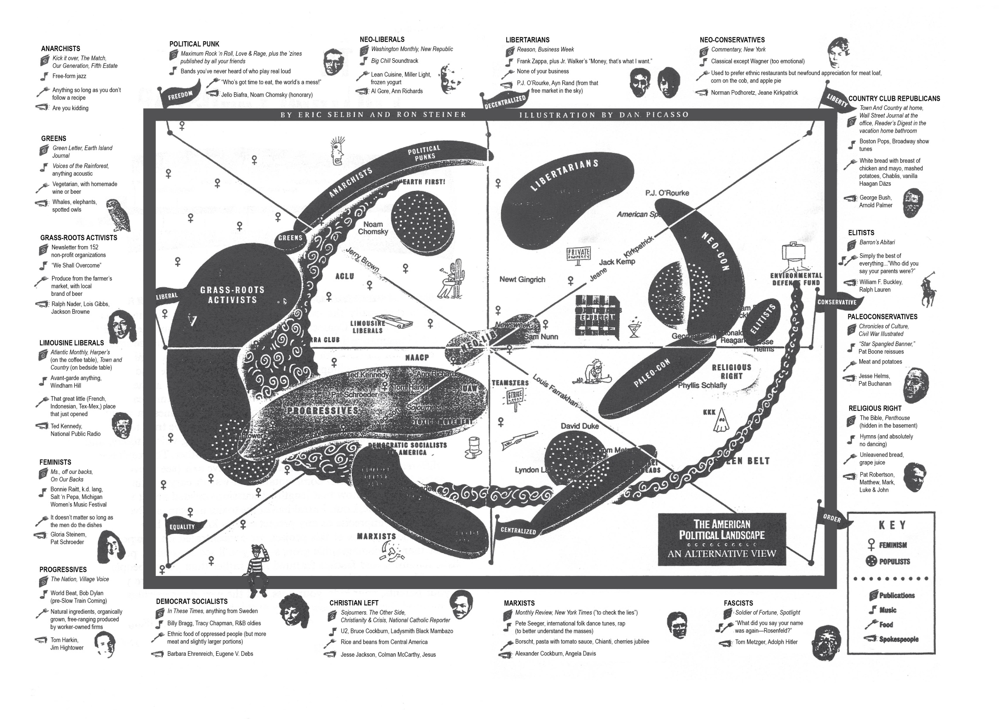 ANARCHISTS
Kick it over, The Match,
Our Generation, Fifth Estate
Free-form jazz
Anything so long as you don't
follow a recipe
Are you kidding
POLITICAL PUNK
Maximum Rock 'n Roll, Love & Rage, plus the 'zines
published by all your friends
Bands you've never heard of who play real loud
"Who's got time to eat, the world's a mess!"
Jello Biafra, Noam Chomsky (honorary)
NEO-LIBERALS
Washington Monthly, New Republic
Big Chill Soundtrack
Lean Cuisine, Miller Light,
frozen yogurt
Al Gore, Ann Richards
LIBERTARIANS
Reason, Business Week
Frank Zappa, plus Jr. Walker's "Money, that's what I want."
None of your business
P.J. O'Rourke, Ayn Rand (from that
free market in the sky)
NEO-CONSERVATIVES
Commentary, New York
Classical except Wagner (too emotional)
Used to prefer ethnic restaurants but newfound appreciation for meat loaf,
corn on the cob, and apple pie
Norman Podhoretz, Jeane Kirkpatrick
COUNTRY CLUB REPUBLICANS
Town And Country at home,
Wall Street Journal at the
office, Reader's Digest in the
vacation home bathroom
Boston Pops, Broadway show
tunes
White bread with breast of
chicken and mayo, mashed
potatoes, Chablis, vanilla
Haagan Däzs
George Bush,
Arnold Palmer
GREENS
Green Letter, Earth Island
Journal
Voices of the Rainforest,
anything acoustic
Vegetarian, with homemade
wine or beer
Whales, elephants,
spotted owls
GRASS-ROOTS ACTIVISTS
Newsletter from 152
non-profit organizations
"We Shall Overcome"
Produce from the farmer's
market, with local
brand of beer
Ralph Nader, Lois Gibbs,
Jackson Browne
LIMOUSINE LIBERALS
Atlantic Monthly, Harper's
(on the coffee table), Town and
Country (on bedside table)
Avant-garde anything,
Windham Hill
That great little (French,
Indonesian, Tex-Mex,) place
that just opened
Ted Kennedy,
National Public Radio
FEMINISTS
Ms., off our backs,
On Our Backs
Bonnie Raitt, k.d. lang,
Salt 'n Pepa, Michigan
Women's Music Festival
It doesn't matter so long as
the men do the dishes
Gloria Steinem,
Pat Schroeder
PROGRESSIVES
The Nation, Village Voice
World Beat, Bob Dylan
(pre-Slow Train Coming)
Natural ingredients, organically
grown, free-ranging produced
by worker-owned firms
Tom Harkin,
Jim Hightower
FREEDOM
DECENTRALIZED
LIBERTY
BY ERIC SELBIN AND RON STEINER
ILLUSTRATION BY DAN PICASSO
POLITICAL
PUNKS
ANARCHISTS
EARTH FIRST!
LIBERTARIANS
P.J. O'Rourke
American Sp
Noam
Chomsky
GREENS
NEO-CON
Jerry Brown
PRIVATE
PROPERTY
Jack Kemp
Jeane Kirkpatrick
ACLU
Newt Gingrich
ENVIRONMENTAL
DEFENSE FUND
GRASS-ROOTS
ACTIVISTS
LIBERAL
CONSERVATIVE
REPUBLICAN
ELITISTS
LIMOUSINE
LIBERALS
Newsweek
NEO-LIB
Sam Nunn
RRA CLUB
George
Ronald
Reagan
Jesse
Helms
NAACP
PALEO-CON
RELIGIOUS
RIGHT
Phyllis Schlafly
Ted Kennedy
Ann Richards
Tom Harkin
UAW
Pat Schroeder
TEAMSTERS
STRIKE
Louis Farrakhan
PROGRESSIVES
Sojourners
Jesse Jackson
TOXICS MOVEMENT
KKK
David Duke
DEMOCRATIC SOCIALISTS
AMERICA
Tom Met
Lyndon La
EEN BELT
EADS
EQUALITY
CENTRALIZED
ORDER
MARXISTS
THE AMERICAN
POLITICAL LANDSCAPE
AN ALTERNATIVE VIEW
ELITISTS
Barron's Abitari
Simply the best of
everything..."Who did you
say your parents were?"
William F. Buckley,
Ralph Lauren
PALEOCONSERVATIVES
Chronicles of Culture,
Civil War Illustrated
"Star Spangled Banner,"
Pat Boone reissues
Meat and potatoes
Jesse Helms,
Pat Buchanan
RELIGIOUS RIGHT
The Bible, Penthouse
(hidden in the basement)
Hymns (and absolutely
no dancing)
Unleavened bread,
grape juice
Pat Robertson,
Matthew, Mark,
Luke & John
KEY
FEMINISM
POPULISTS
Publications
Music
Food
Spokespeople
DEMOCRAT SOCIALISTS
In These Times, anything from Sweden
Billy Bragg, Tracy Chapman, R&B oldies
Ethnic food of oppressed people (but more
meat and slightly larger portions)
Barbara Ehrenreich, Eugene V. Debs
CHRISTIAN LEFT
Sojourners. The Other Side,
Christianity & Crisis, National Catholic Reporter
U2, Bruce Cockburn, Ladysmith Black Mambazo
Rice and beans from Central America
Jesse Jackson, Colman McCarthy, Jesus
MARXISTS
Monthly Review, New York Times ("to check the lies")
Pete Seeger, international folk dance tunes, rap
(to better understand the masses)
Borscht, pasta with tomato sauce, Chianti, cherries jubilee
Alexander Cockburn, Angela Davis
FASCISTS
Soldier of Fortune, Spotlight
"What did you say your name
was again—Rosenfeld?"
Tom Metzger, Adolph Hitler